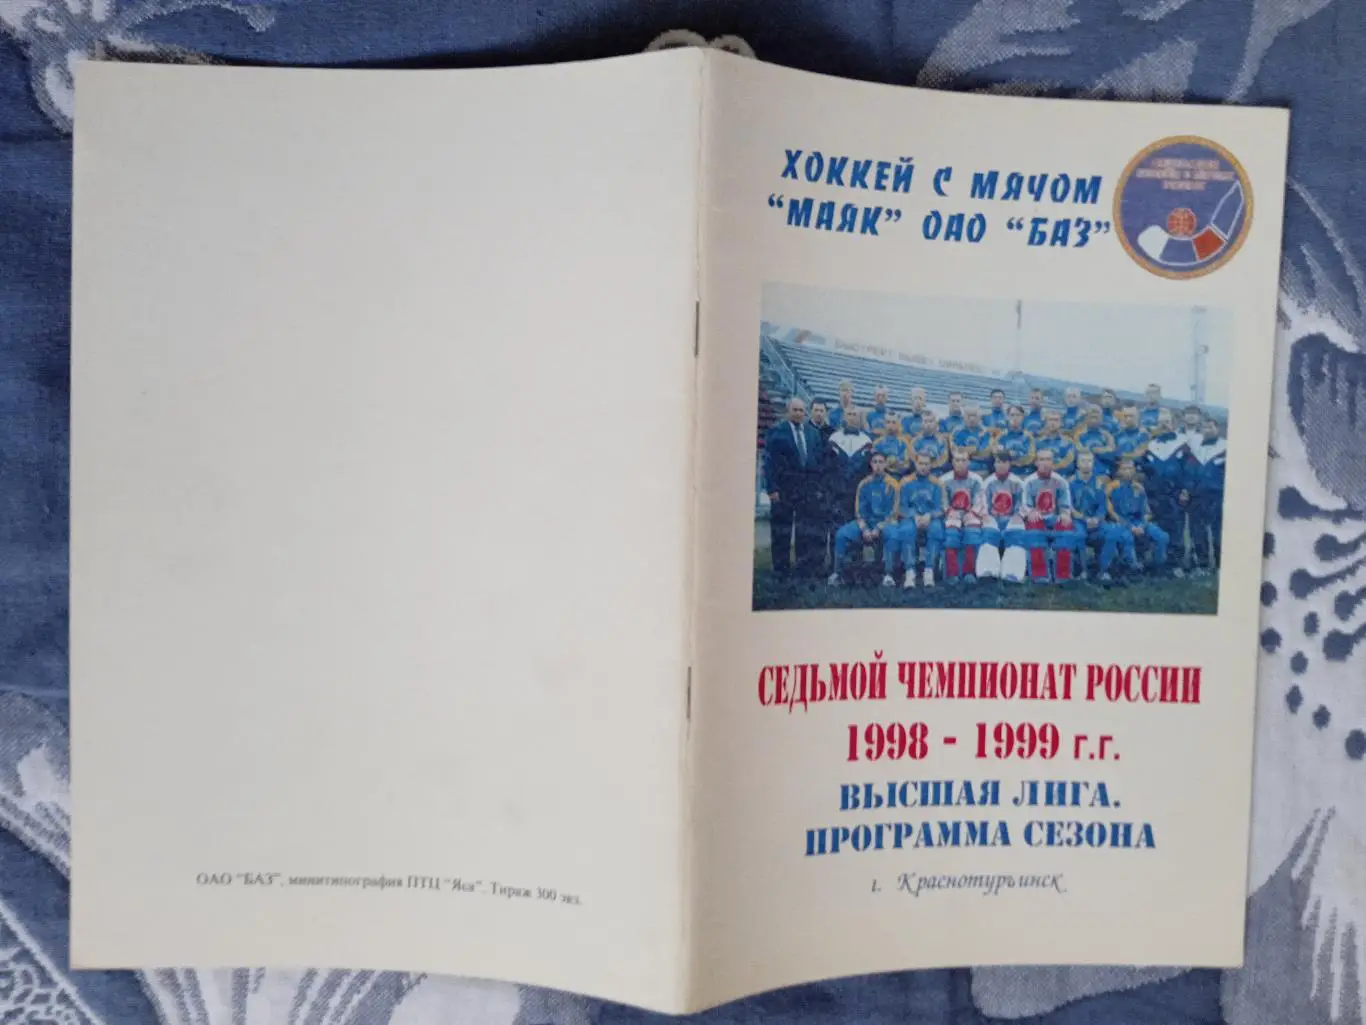 ХОККЕЙ С МЯЧОМ
"МАЯК" ОАО "БАЗ"
СЕДЬМОЙ ЧЕМПИОНАТ РОССИИ
1998 - 1999 г.г.
ВЫСШАЯ ЛИГА.
ПРОГРАММА СЕЗОНА
г. Краснотурьинск
ОАО "БАЗ", минитипография ПТЦ "Яса". Тираж 300 экз.